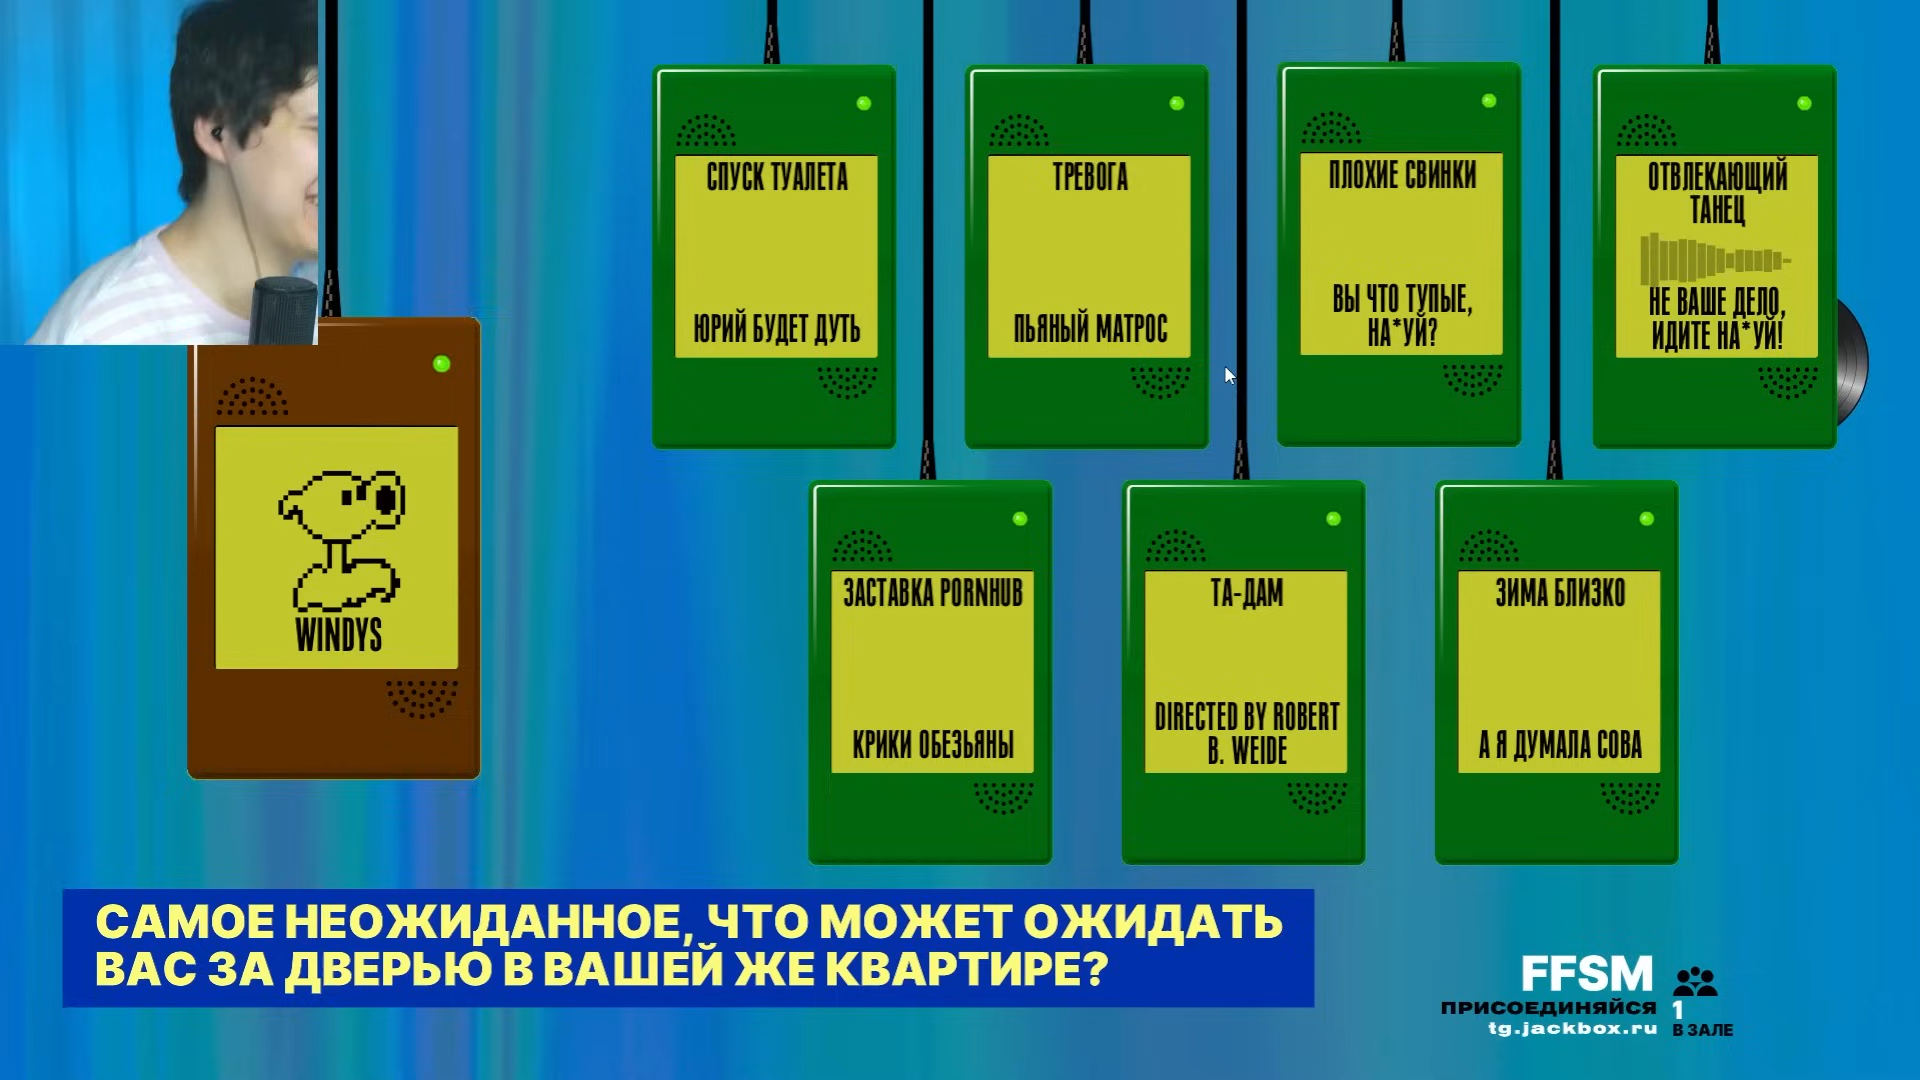 СПУСК ТУАЛЕТА
ЮРИЙ БУДЕТ ДУТЬ
ТРЕВОГА
ПЬЯНЫЙ МАТРОС
ПЛОХИЕ СВИНКИ
ВЫ ЧТО ТУПЫЕ,
НА*УЙ?
ОТВЛЕКАЮЩИЙ
ТАНЕЦ
НЕ ВАШЕ ДЕЛО,
ИДИТЕ НА*УЙ!
WINDYS
ЗАСТАВКА PORNHUB
КРИКИ ОБЕЗЬЯНЫ
ТА-ДАМ
DIRECTED BY ROBERT
B. WEIDE
ЗИМА БЛИЗКО
А Я ДУМАЛА СОВА
САМОЕ НЕОЖИДАННОЕ, ЧТО МОЖЕТ ОЖИДАТЬ
ВАС ЗА ДВЕРЬЮ В ВАШЕЙ ЖЕ КВАРТИРЕ?
FFSM
ПРИСОЕДИНЯЙСЯ
tg.jackbox.ru
1
В ЗАЛЕ